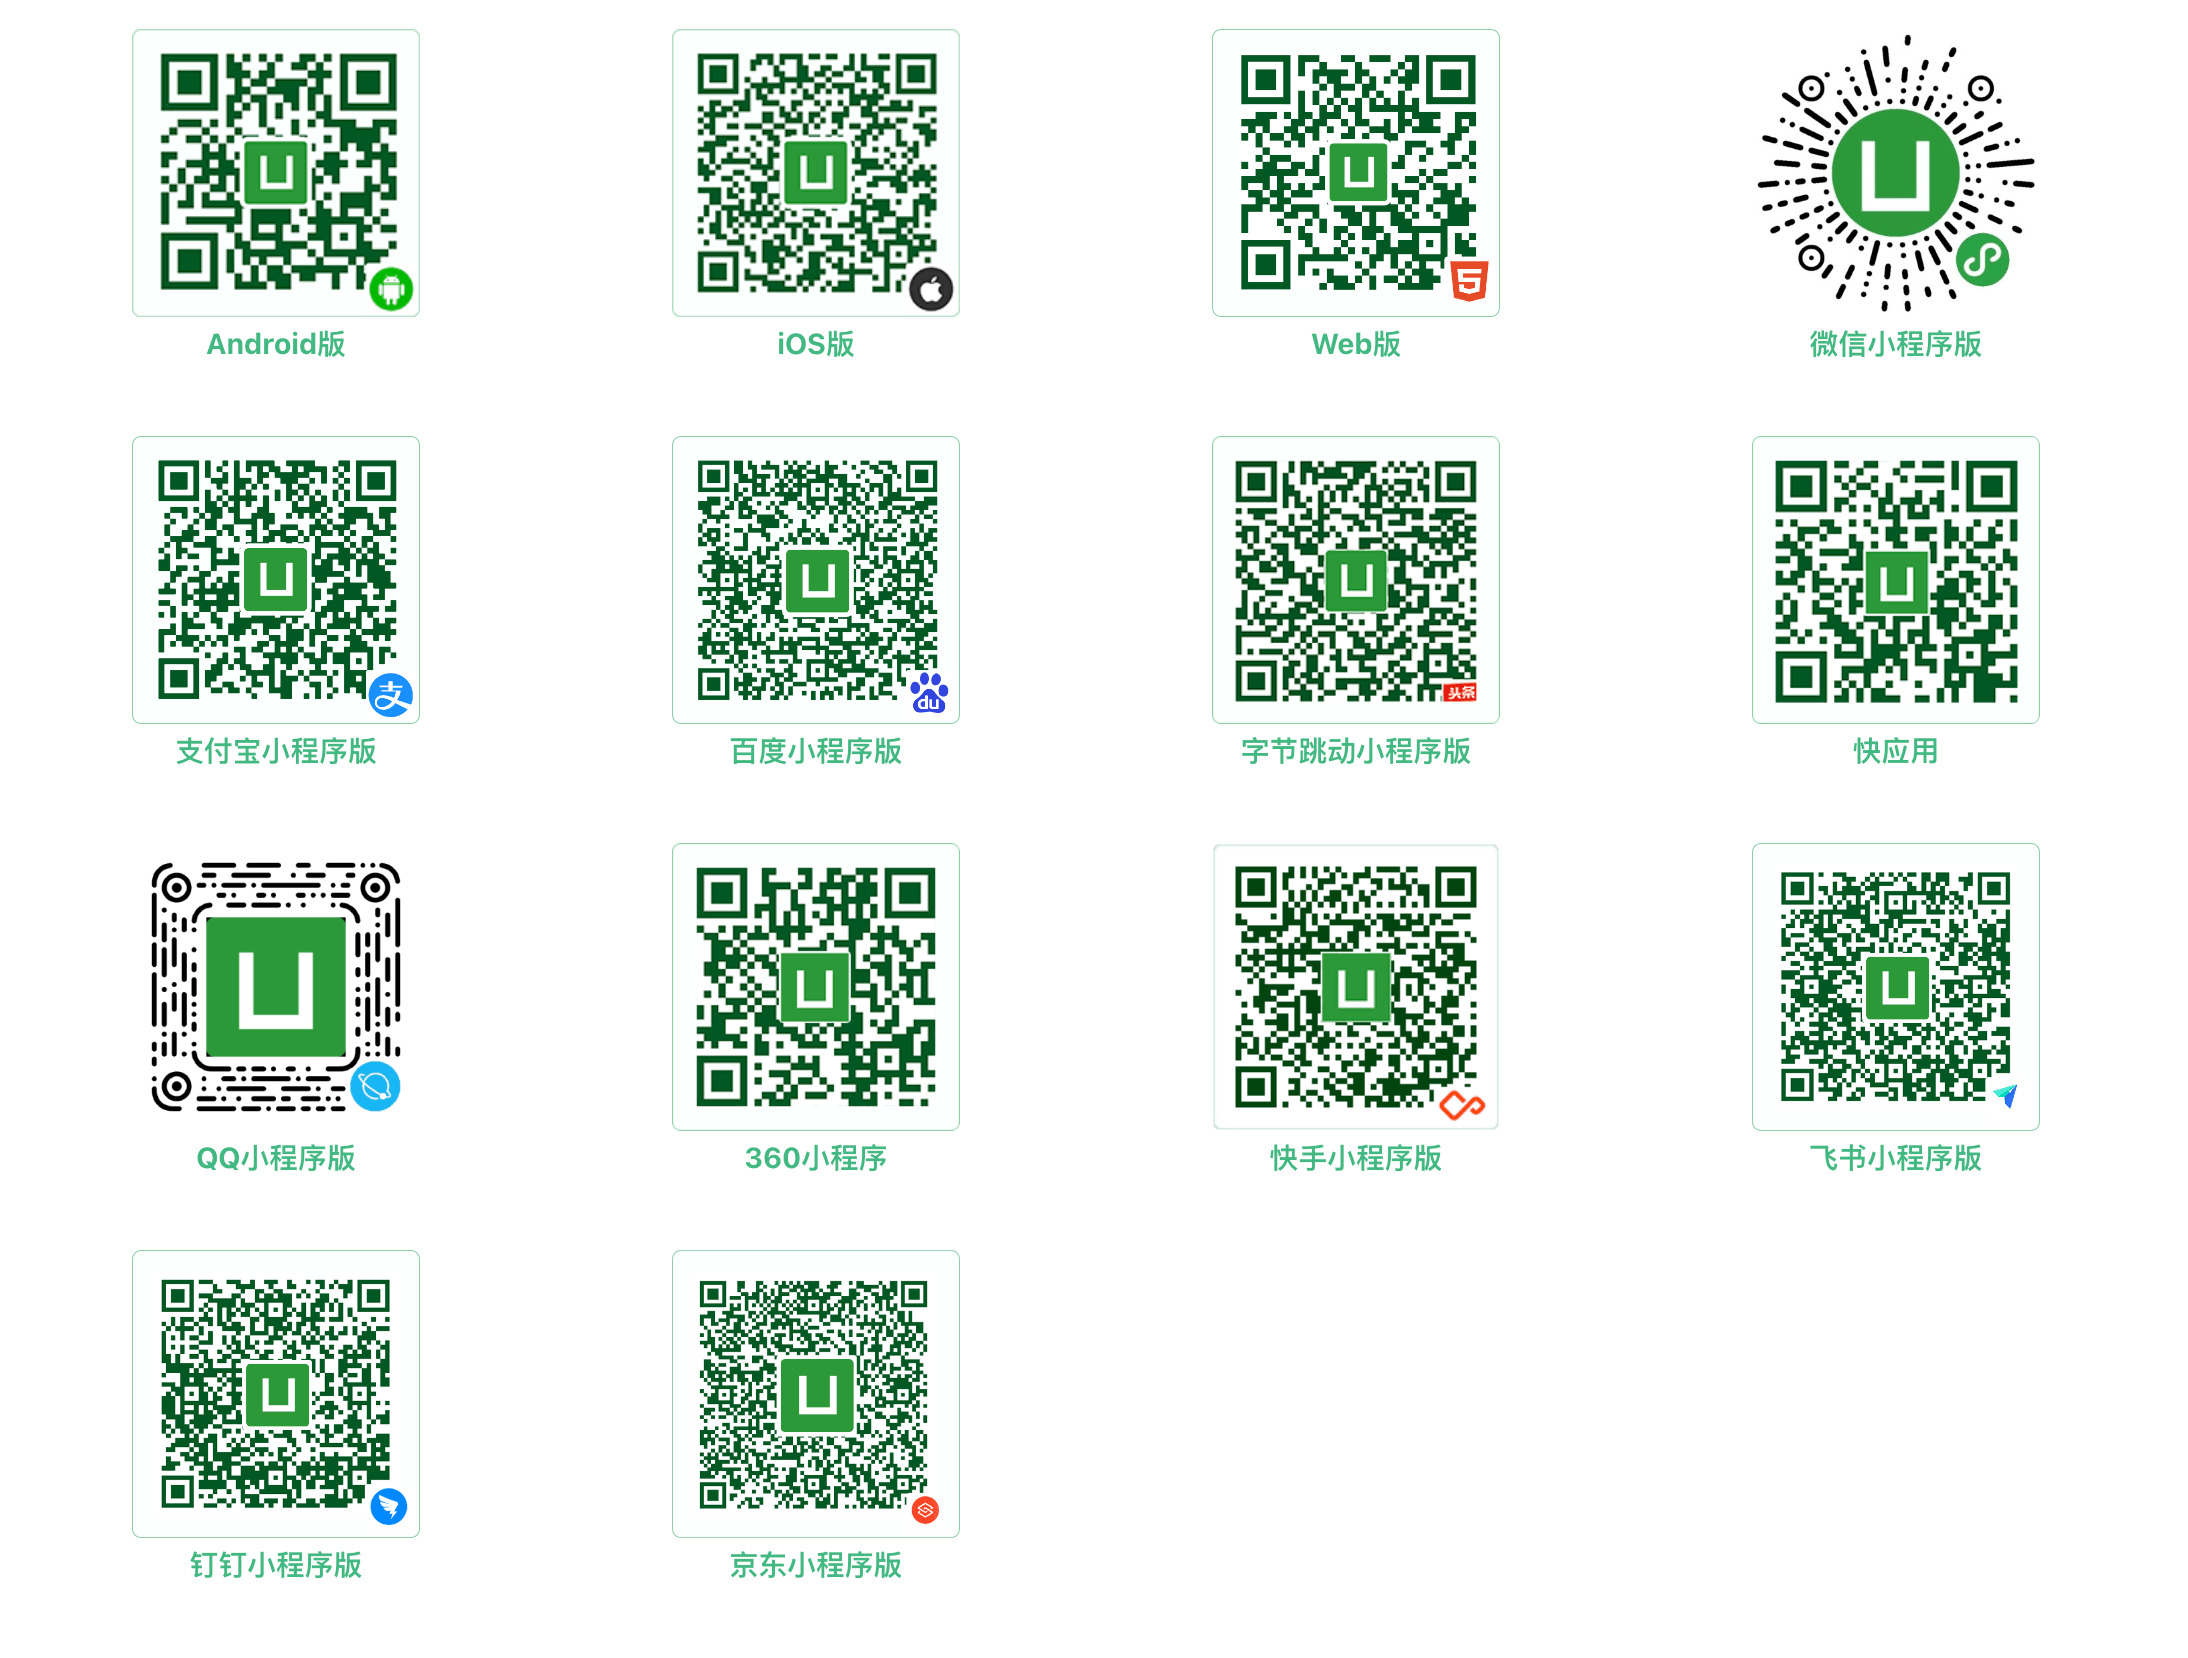 Android版
iOS版
Web版
微信小程序版
支
du
头条
支付宝小程序版
百度小程序版
字节跳动小程序版
快应用
QQ小程序版
360小程序
快手小程序版
飞书小程序版
钉钉小程序版
京东小程序版